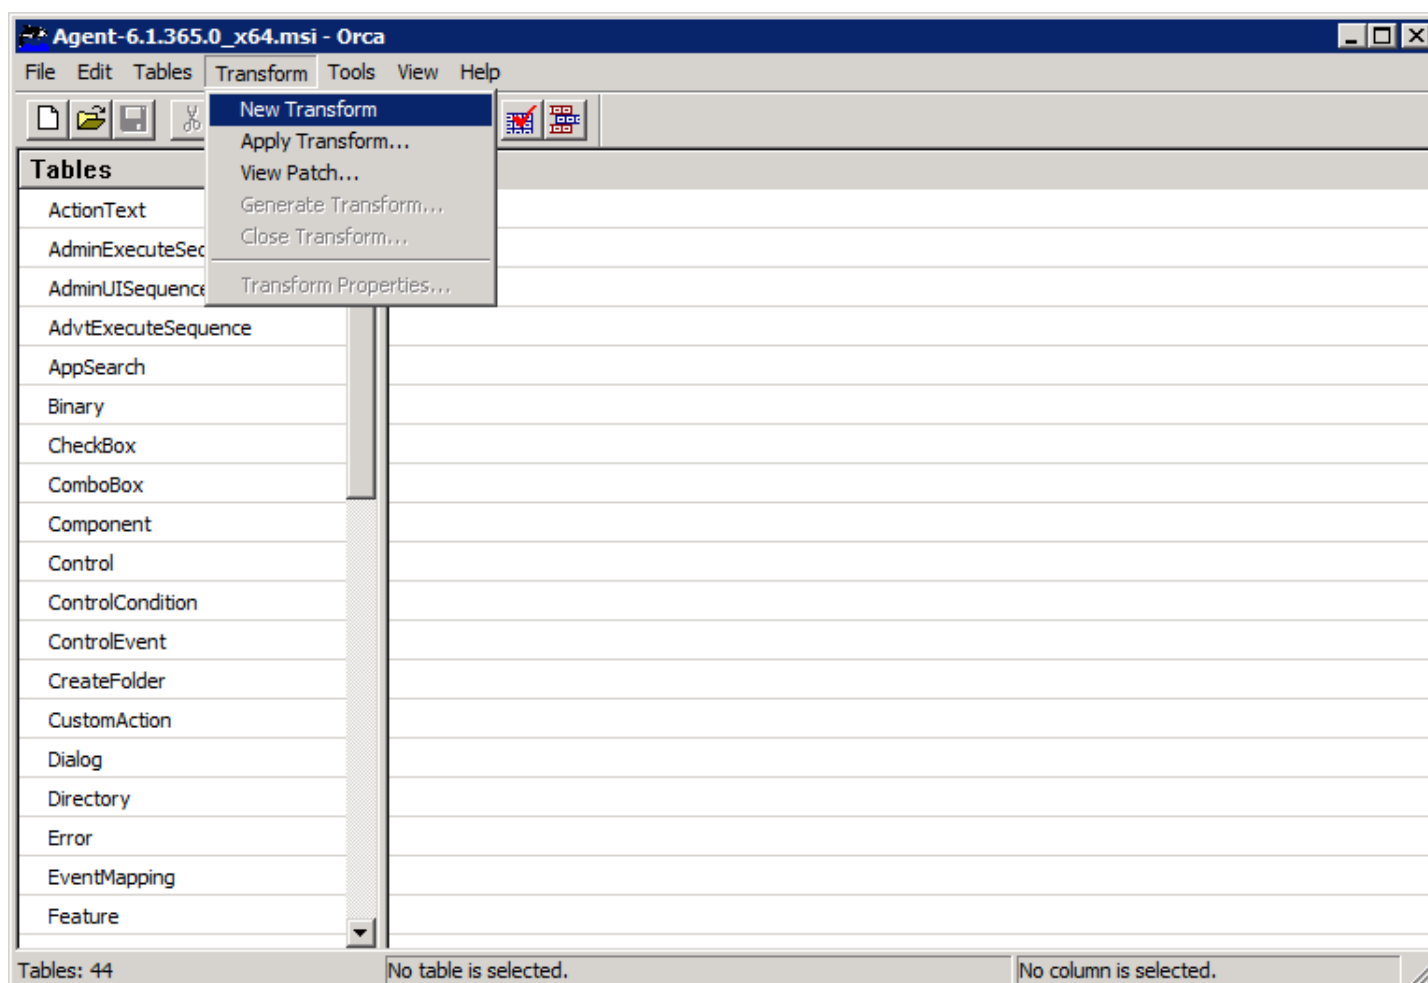 Agent-6.1.365.0_x64.msi - Orca
File Edit Tables Transform Tools View Help
New Transform
Apply Transform...
View Patch...
Generate Transform...
Close Transform...
Transform Properties...
Tables
ActionText
AdminExecuteSec
AdminUISequence
AdvtExecuteSequence
AppSearch
Binary
CheckBox
ComboBox
Component
Control
ControlCondition
ControlEvent
CreateFolder
CustomAction
Dialog
Directory
Error
EventMapping
Feature
Tables: 44 No table is selected. No column is selected.